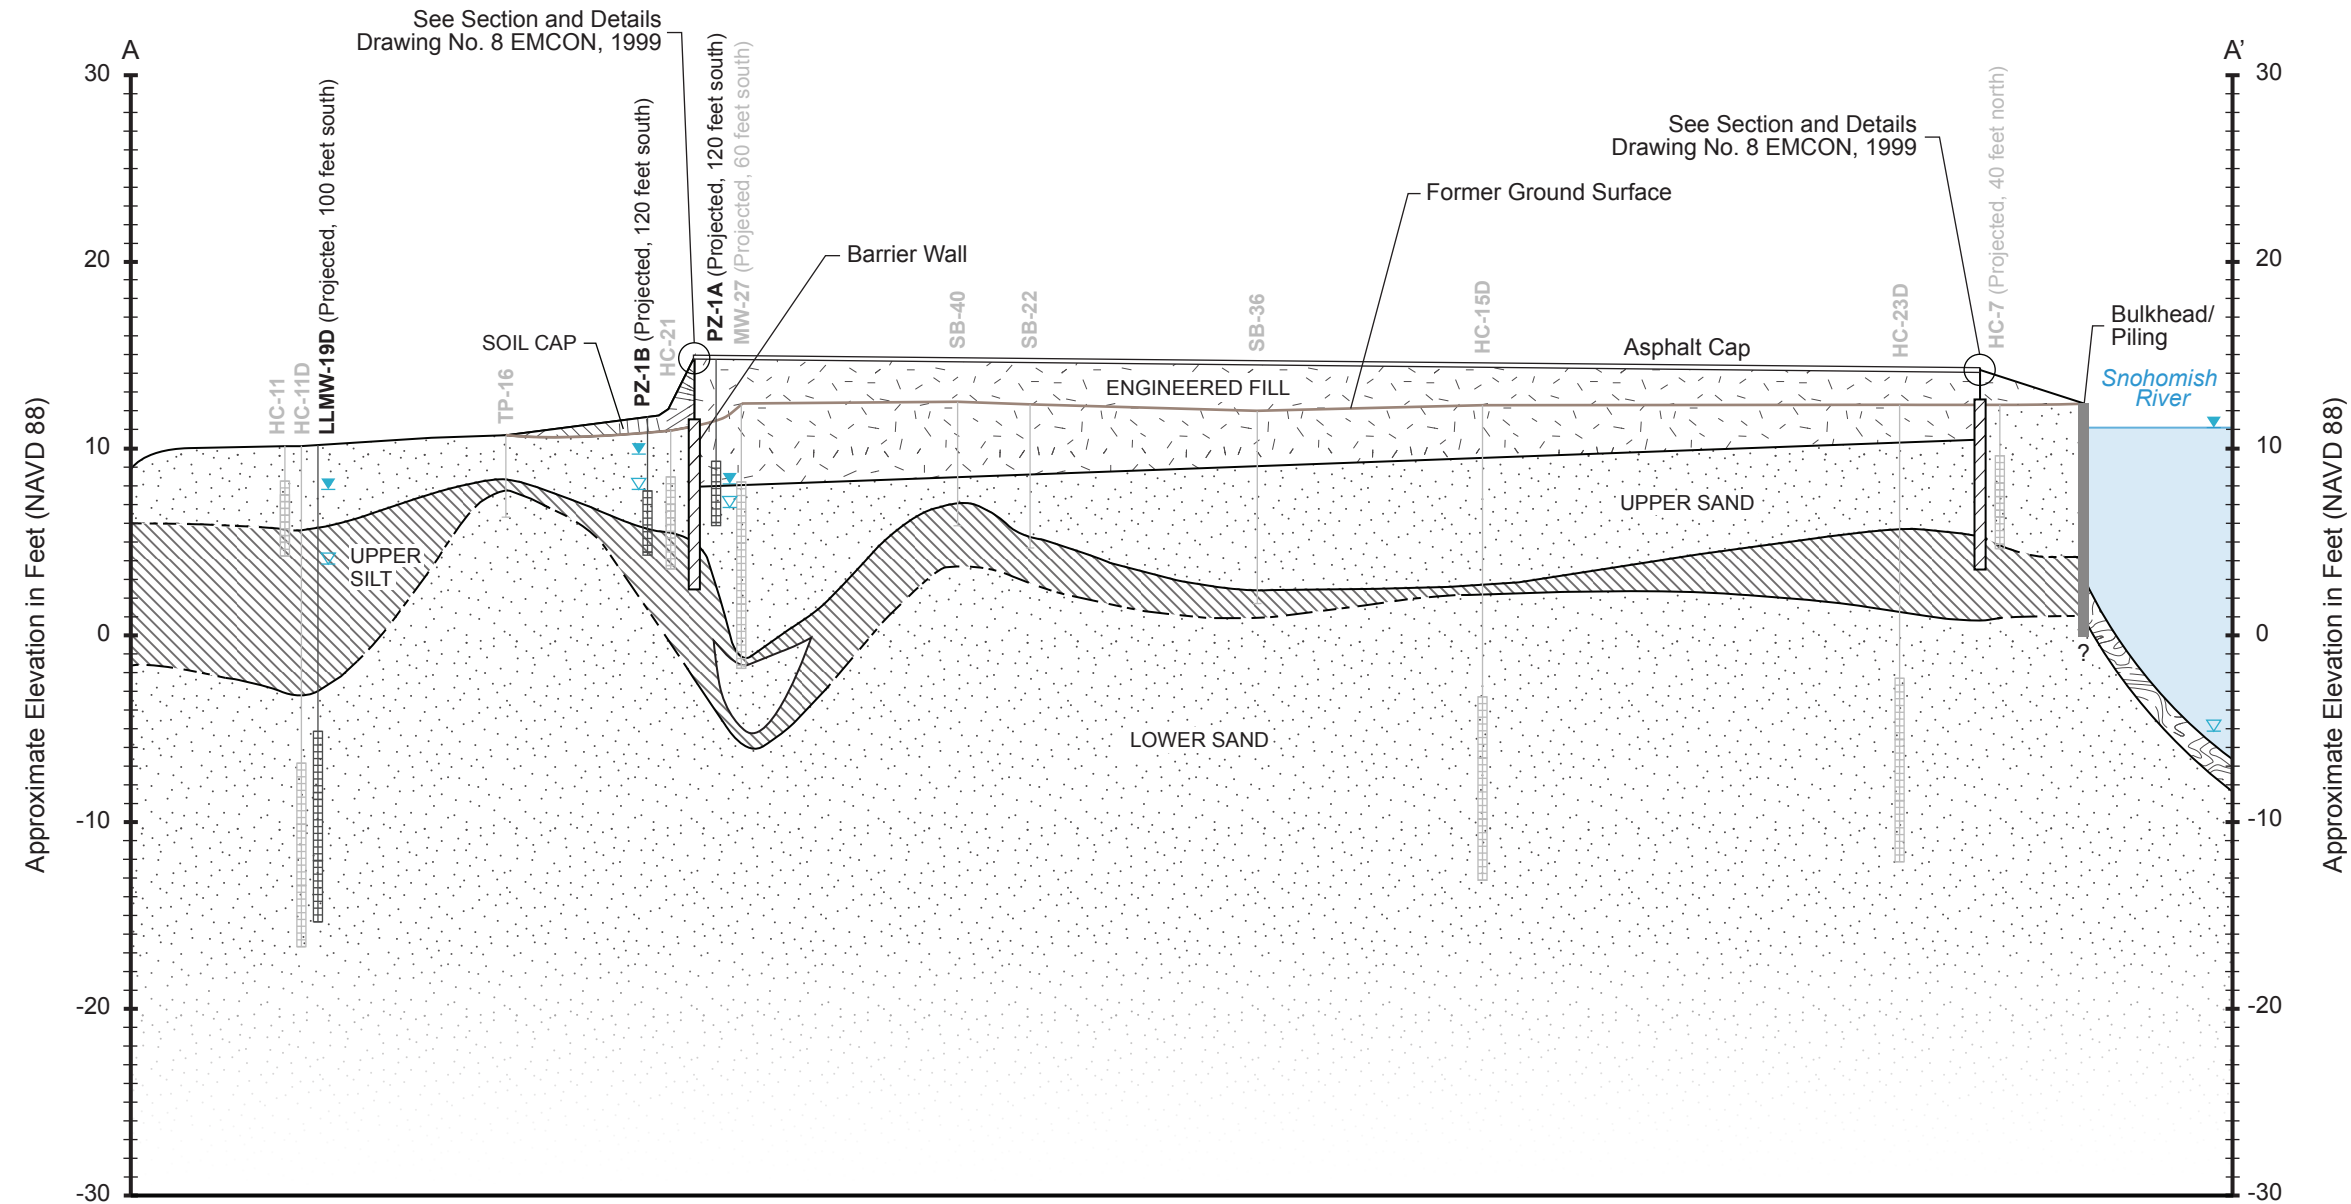 See Section and Details
Drawing No. 8 EMCON, 1999
A
A'
30
20
10
0
-10
-20
-30
Approximate Elevation in Feet (NAVD 88)
HC-11
HC-11D
LLMW-19D (Projected, 100 feet south)
TP-16
SOIL CAP
PZ-1B (Projected, 120 feet south)
HC-21
PZ-1A (Projected, 120 feet south)
MW-27 (Projected, 60 feet south)
Barrier Wall
SB-40
SB-22
SB-36
Former Ground Surface
HC-15D
See Section and Details
Drawing No. 8 EMCON, 1999
HC-23D
HC-7 (Projected, 40 feet north)
Bulkhead/
Piling
Snohomish
River
Asphalt Cap
ENGINEERED FILL
UPPER SAND
UPPER
SILT
LOWER SAND
?
30
20
10
0
-10
-20
-30
Approximate Elevation in Feet (NAVD 88)